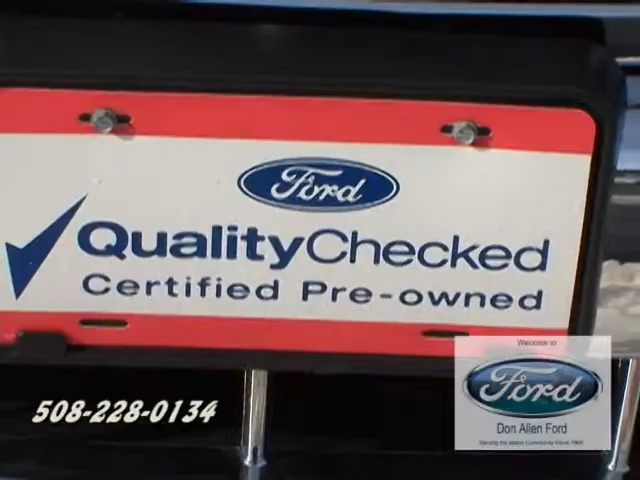 Ford
QualityChecked
Certified Pre-owned
508-228-0134
Welcome to
Ford
Don Allen Ford